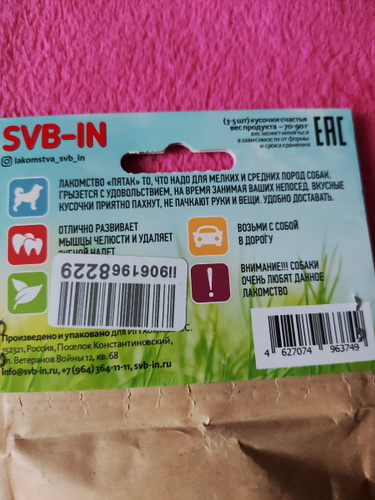 SVB-IN
lakomstva_svb_in
(3-5 шт) кусочки счастья
вес продукта ~70-90 г
вес может меняться
в зависимости от формы
и срока хранения
EAC
ЛАКОМСТВО «ПЯТАК» ТО, ЧТО НАДО ДЛЯ МЕЛКИХ И СРЕДНИХ ПОРОД СОБАК.
ГРЫЗЕТСЯ С УДОВОЛЬСТВИЕМ, НА ВРЕМЯ ЗАНИМАЯ ВАШИХ НЕПОСЕД. ВКУСНЫЕ
КУСОЧКИ ПРИЯТНО ПАХНУТ, НЕ ПАЧКАЮТ РУКИ И ВЕЩИ. УДОБНО ДОСТАВАТЬ.
ОТЛИЧНО РАЗВИВАЕТ
МЫШЦЫ ЧЕЛЮСТИ И УДАЛЯЕТ
ЗУБНОЙ НАЛЕТ
ВОЗЬМИ С СОБОЙ
В ДОРОГУ
ВНИМАНИЕ!!! СОБАКИ
ОЧЕНЬ ЛЮБЯТ ДАННОЕ
ЛАКОМСТВО
ii9061968229
Произведено и упаковано для ИП
152321, Россия, Поселок Константиновский,
ул. Ветеранов Войны 12, кв. 68
info@svb-in.ru, +7 (964) 364-11-11, svb-in.ru
4 627074 963749